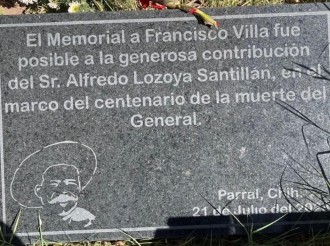 El Memorial a Francisco Villa fue
posible a la generosa contribución
del Sr. Alfredo Lozoya Santillán, en el
marco del centenario de la muerte del
General.
Parral, Chih.
21 de Julio del